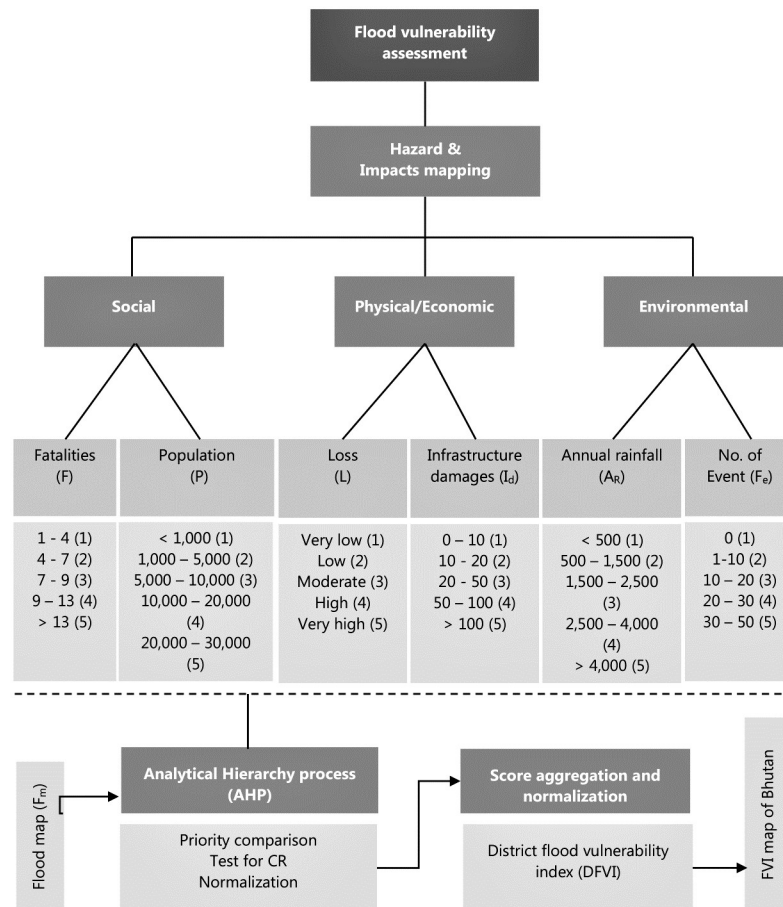 Flood vulnerability
assessment
Hazard &
Impacts mapping
Social
Physical/Economic
Environmental
Fatalities
(F)
Population
(P)
Loss
(L)
Infrastructure
damages (Id)
Annual rainfall
(AR)
No. of
Event (Fe)
1 - 4 (1)
4 - 7 (2)
7 - 9 (3)
9 – 13 (4)
> 13 (5)
< 1,000 (1)
1,000 – 5,000 (2)
5,000 – 10,000 (3)
10,000 – 20,000
(4)
20,000 – 30,000
(5)
Very low (1)
Low (2)
Moderate (3)
High (4)
Very high (5)
0 – 10 (1)
10 - 20 (2)
20 - 50 (3)
50 – 100 (4)
> 100 (5)
< 500 (1)
500 – 1,500 (2)
1,500 – 2,500
(3)
2,500 – 4,000
(4)
> 4,000 (5)
0 (1)
1-10 (2)
10 – 20 (3)
20 – 30 (4)
30 – 50 (5)
Flood map (Fm)
Analytical Hierarchy process
(AHP)
Priority comparison
Test for CR
Normalization
Score aggregation and
normalization
District flood vulnerability
index (DFVI)
FVI map of Bhutan